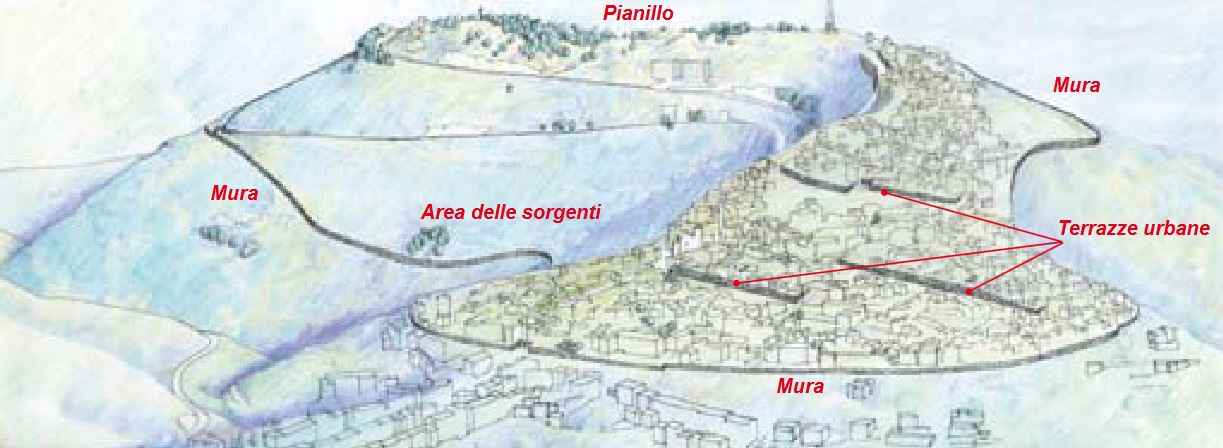 Pianillo
Mura
Mura
Area delle sorgenti
Terrazze urbane
Mura